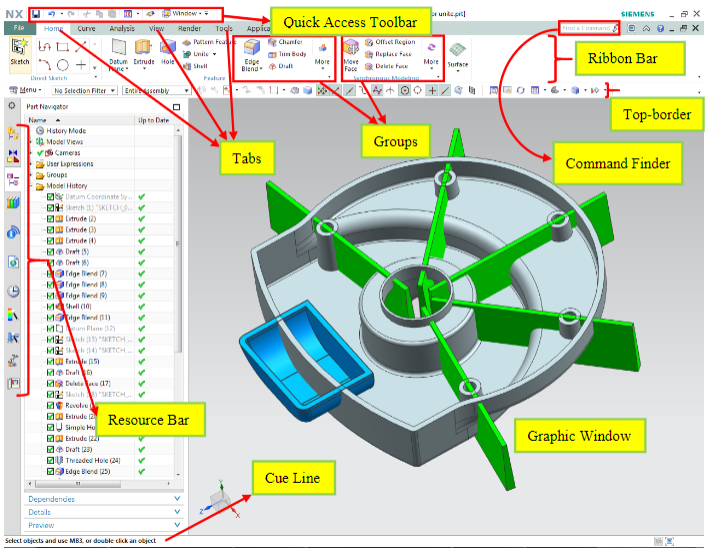 NX
Window
or unite.prt]
SIEMENS
Quick Access Toolbar
File
Home
Curve
Analysis
View
Render
Tools
Find a Command
Sketch
Direct Sketch
Datum
Plane
Extrude
Hole
Pattern Feature
Unite
Shell
Feature
Edge
Blend
Chamfer
Trim Body
Draft
More
Move
Face
Offset Region
Replace Face
Delete Face
Synchronous Modeling
More
Surface
Ribbon Bar
Menu
No Selection Filter
Entire Assembly
Top-border
Tabs
Groups
Command Finder
Part Navigator
Name
Up to Date
History Mode
Model Views
Cameras
User Expressions
Groups
Model History
Datum Coordinate Sy...
Sketch (1) "SKETCH_0...
Extrude (2)
Extrude (3)
Extrude (4)
Draft (5)
Draft (6)
Edge Blend (7)
Edge Blend (8)
Edge Blend (9)
Shell (10)
Edge Blend (11)
Datum Plane (12)
Sketch (13) "SKETCH_...
Sketch (14) "SKETCH_...
Extrude (15)
Draft (16)
Delete Face (17)
Revolve
Extrude
Simple Ho
Extrude (22)
Draft (23)
Threaded Hole (24)
Edge Blend (25)
Resource Bar
Graphic Window
Cue Line
Dependencies
Details
Preview
Y
Z
X
Select objects and use MB3, or double-click an object